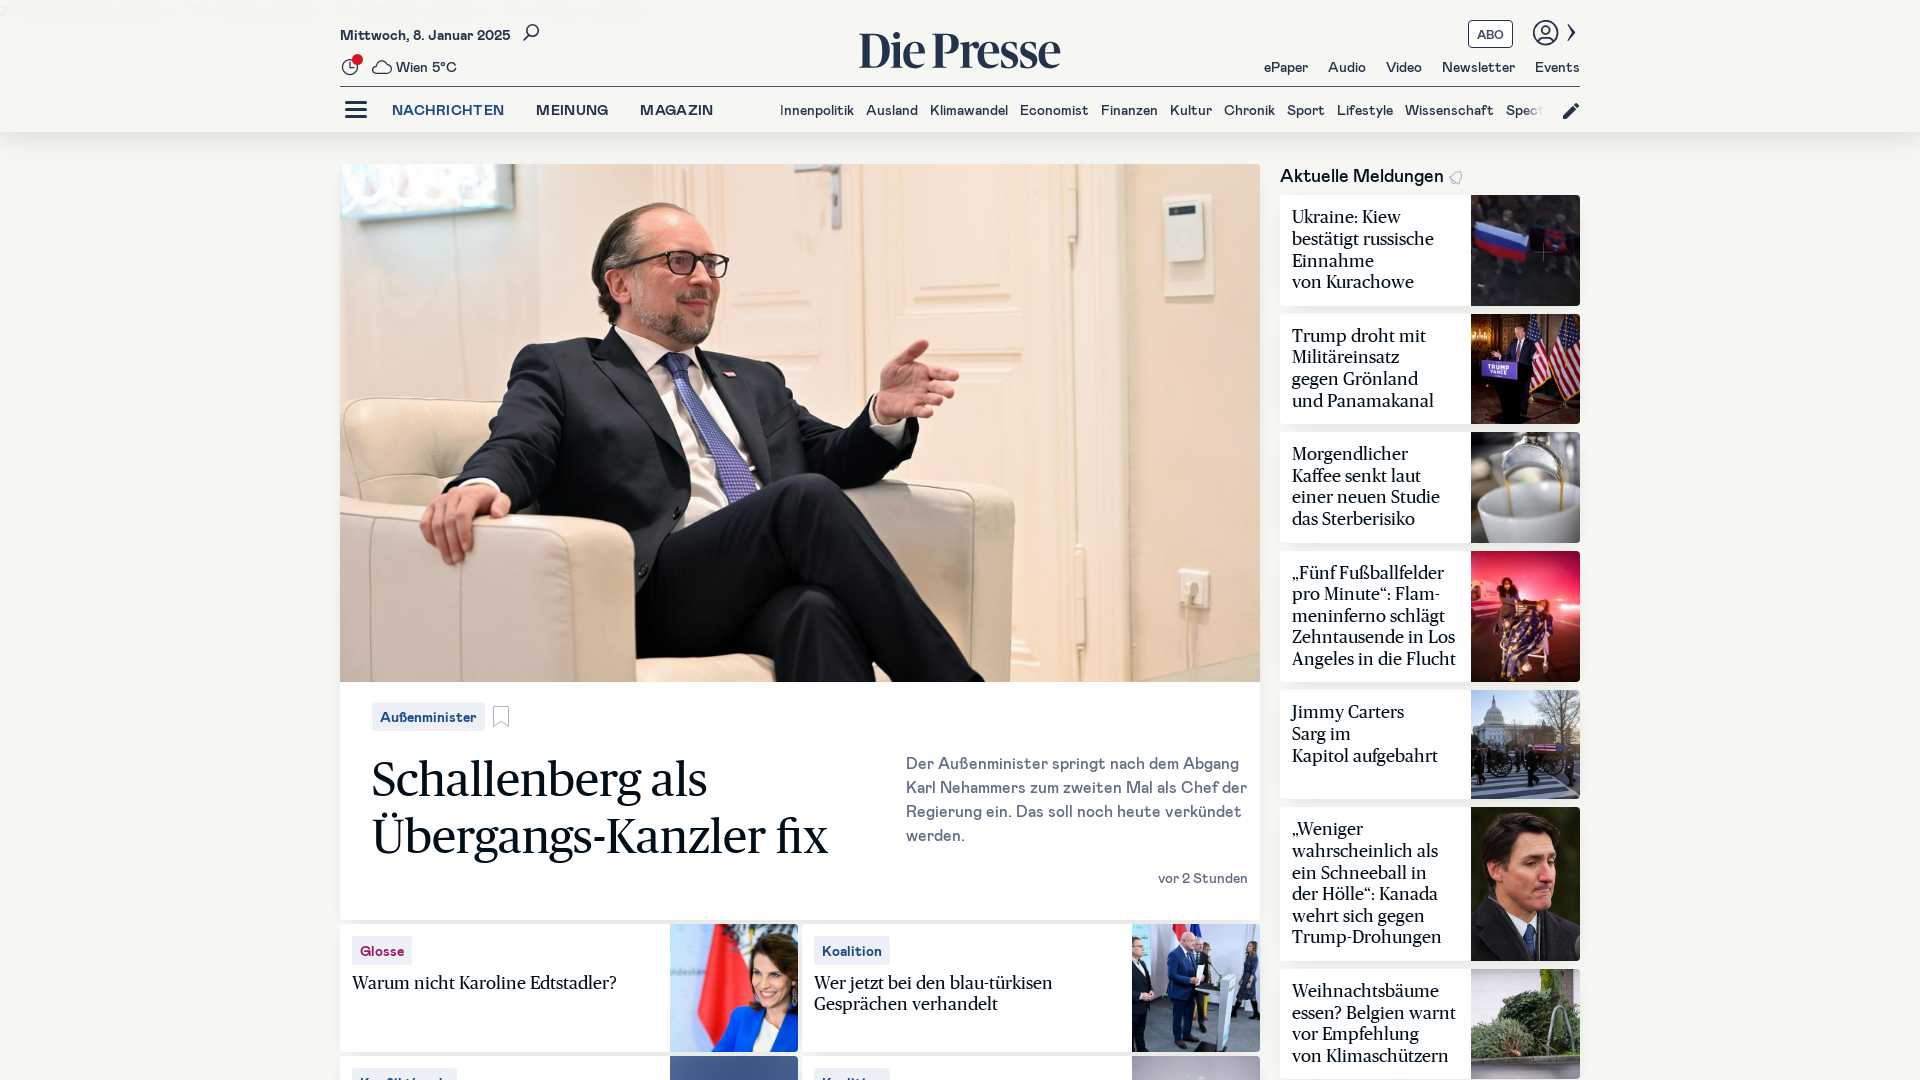 Mittwoch, 8. Januar 2025
Wien 5°C
Die Presse
ABO
ePaper Audio Video Newsletter Events
NACHRICHTEN MEINUNG MAGAZIN
Innenpolitik Ausland Klimawandel Economist Finanzen Kultur Chronik Sport Lifestyle Wissenschaft Spect
Außenminister
Schallenberg als
Übergangs-Kanzler fix
Der Außenminister springt nach dem Abgang
Karl Nehammers zum zweiten Mal als Chef der
Regierung ein. Das soll noch heute verkündet
werden.
vor 2 Stunden
Glosse
Warum nicht Karoline Edtstadler?
Koalition
Wer jetzt bei den blau-türkisen
Gesprächen verhandelt
Aktuelle Meldungen
Ukraine: Kiew
bestätigt russische
Einnahme
von Kurachowe
Trump droht mit
Militäreinsatz
gegen Grönland
und Panamakanal
TRUMP
VANCE
Morgendlicher
Kaffee senkt laut
einer neuen Studie
das Sterberisiko
„Fünf Fußballfelder
pro Minute“: Flam-
meninferno schlägt
Zehntausende in Los
Angeles in die Flucht
Jimmy Carters
Sarg im
Kapitol aufgebahrt
„Weniger
wahrscheinlich als
ein Schneeball in
der Hölle“: Kanada
wehrt sich gegen
Trump-Drohungen
Weihnachtsbäume
essen? Belgien warnt
vor Empfehlung
von Klimaschützern